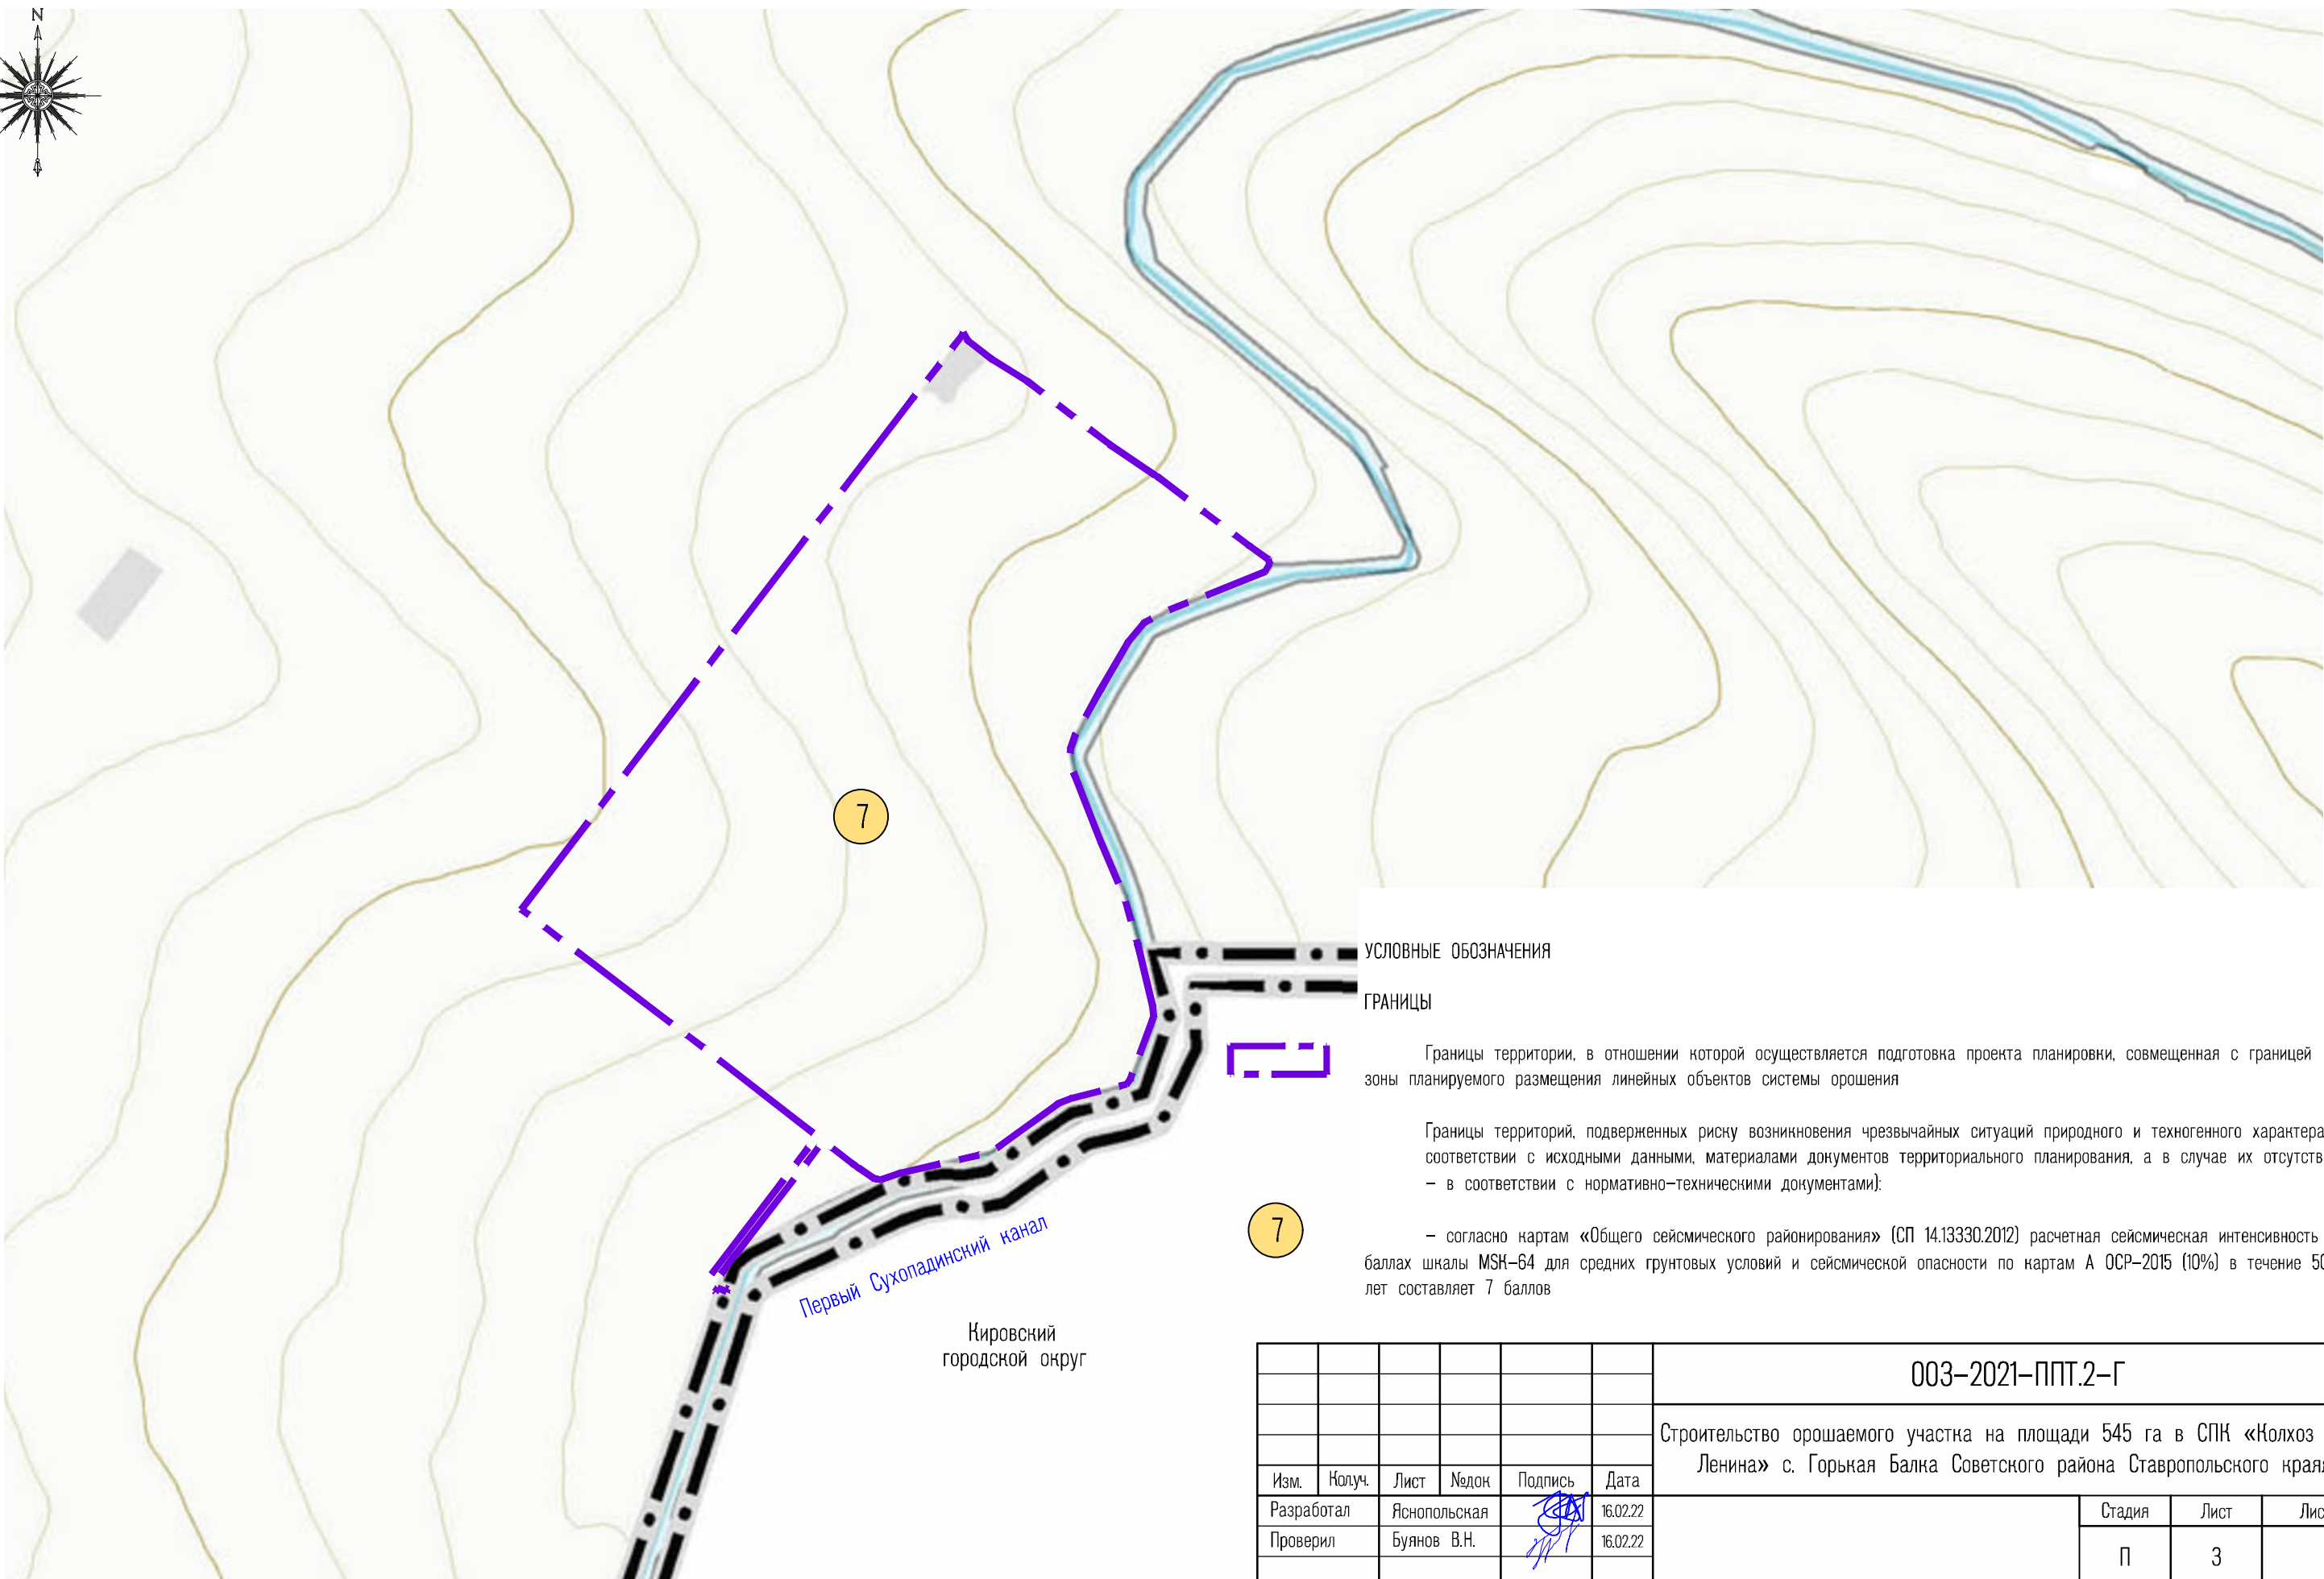 N
7
Первый Сухопадинский канал
Кировский
городской округ
УСЛОВНЫЕ ОБОЗНАЧЕНИЯ
ГРАНИЦЫ
Границы территории, в отношении которой осуществляется подготовка проекта планировки, совмещенная с границей
зоны планируемого размещения линейных объектов системы орошения
Границы территорий, подверженных риску возникновения чрезвычайных ситуаций природного и техногенного характера
соответствии с исходными данными, материалами документов территориального планирования, а в случае их отсутств
– в соответствии с нормативно–техническими документами):
7
– согласно картам «Общего сейсмического районирования» (СП 14.13330.2012) расчетная сейсмическая интенсивность
баллах шкалы MSK–64 для средних грунтовых условий и сейсмической опасности по картам А ОСР–2015 (10%) в течение 50
лет составляет 7 баллов
003–2021–ППТ.2–Г
Строительство орошаемого участка на площади 545 га в СПК «Колхоз
Ленина» с. Горькая Балка Советского района Ставропольского края
Изм. Кол.уч. Лист №док Подпись Дата
Разработал Яснопольская 16.02.22
Проверил Буянов В.Н. 16.02.22
Стадия Лист Лис
П 3